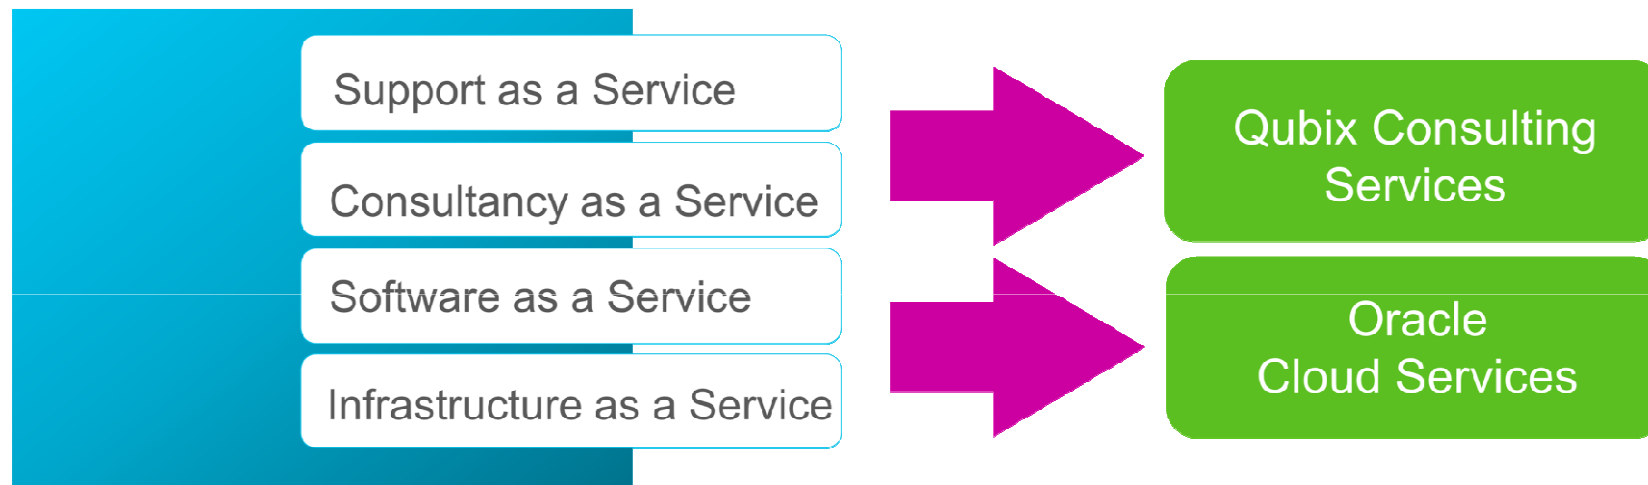 Support as a Service
Consultancy as a Service
Software as a Service
Infrastructure as a Service
Qubix Consulting
Services
Oracle
Cloud Services